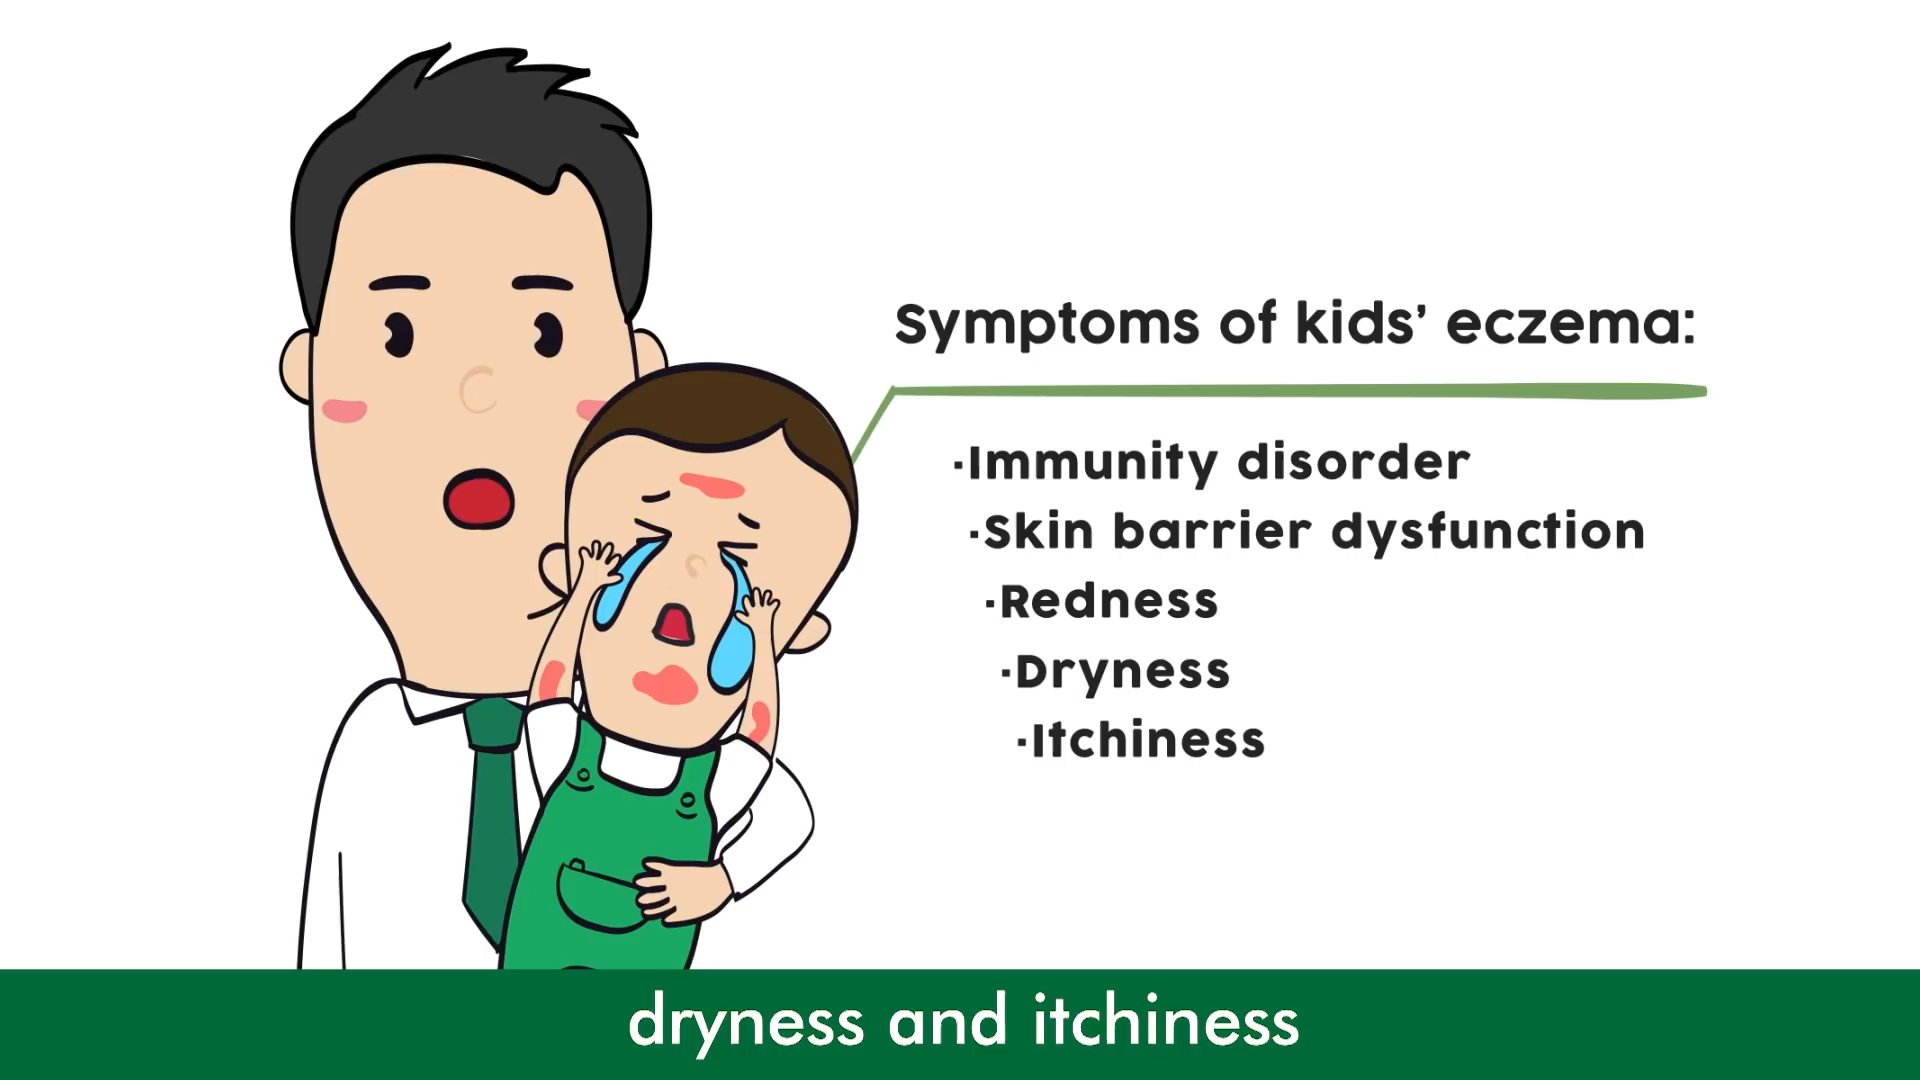 Symptoms of kids’ eczema:
·Immunity disorder
·Skin barrier dysfunction
·Redness
·Dryness
·Itchiness
dryness and itchiness